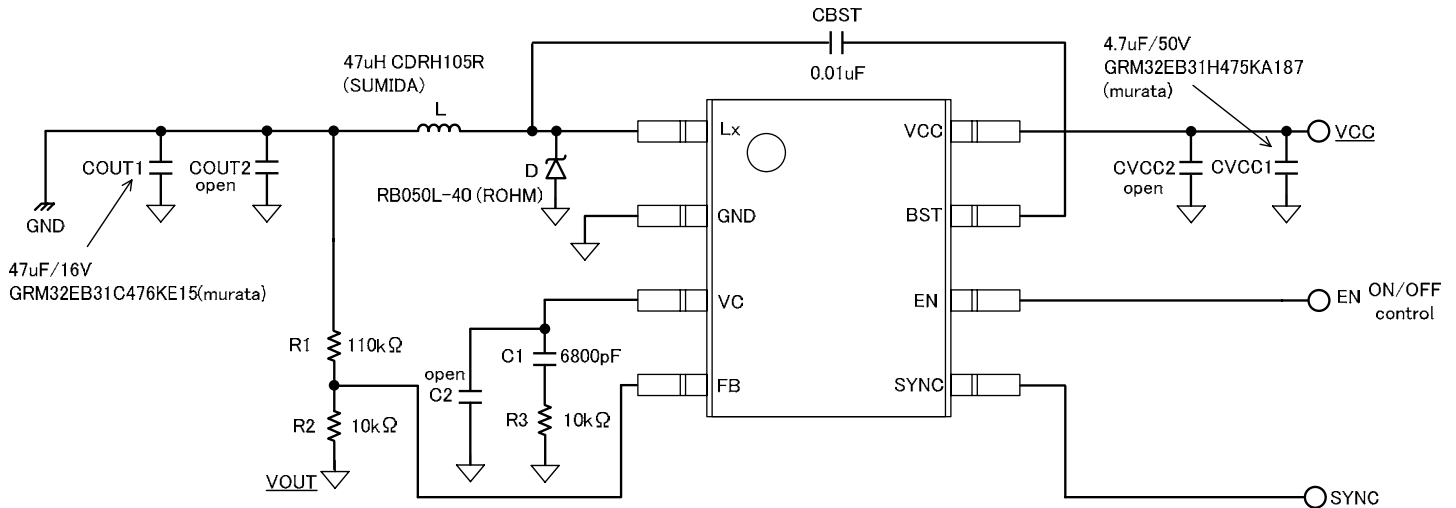 CBST
0.01uF
4.7uF/50V
GRM32EB31H475KA187
(murata)
47uH CDRH105R
(SUMIDA)
L
Lx
VCC
VCC
COUT1
COUT2
open
D
RB050L-40 (ROHM)
CVCC2
open
CVCC1
GND
GND
BST
47uF/16V
GRM32EB31C476KE15(murata)
VC
EN
EN ON/OFF
control
R1
110kΩ
C1
6800pF
open
C2
FB
SYNC
R2
10kΩ
R3
10kΩ
VOUT
SYNC